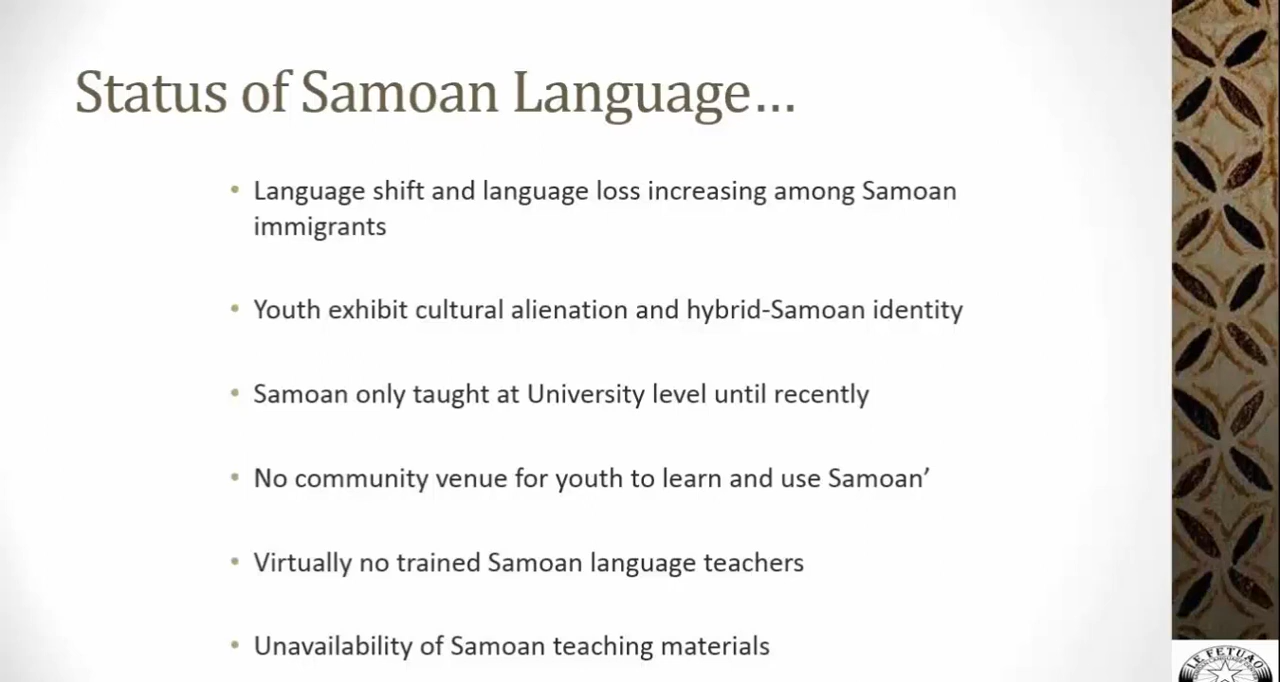 Status of Samoan Language…
• Language shift and language loss increasing among Samoan
immigrants
• Youth exhibit cultural alienation and hybrid-Samoan identity
• Samoan only taught at University level until recently
• No community venue for youth to learn and use Samoan’
• Virtually no trained Samoan language teachers
• Unavailability of Samoan teaching materials
LE FETUAO